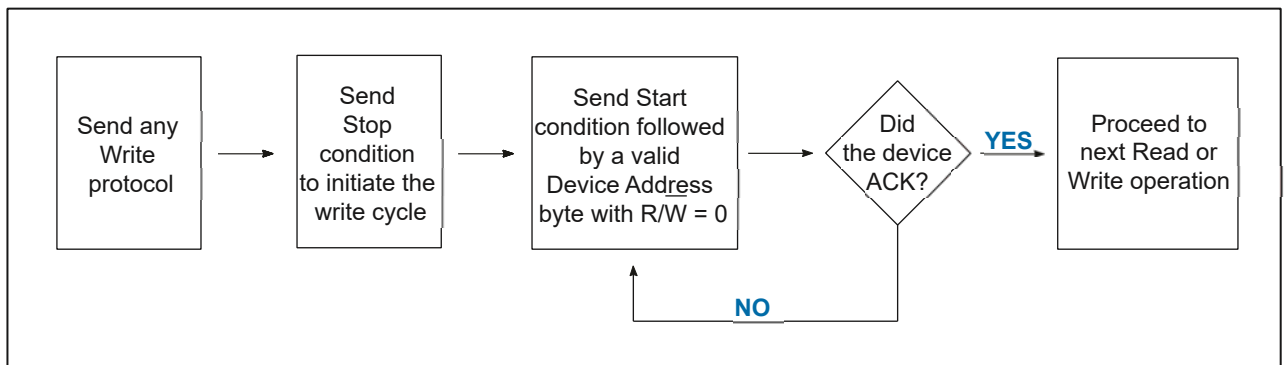 Send any
Write
protocol
Send
Stop
condition
to initiate the
write cycle
Send Start
condition followed
by a valid
Device Address
byte with R/W̅ = 0
Did
the device
ACK?
YES
NO
Proceed to
next Read or
Write operation